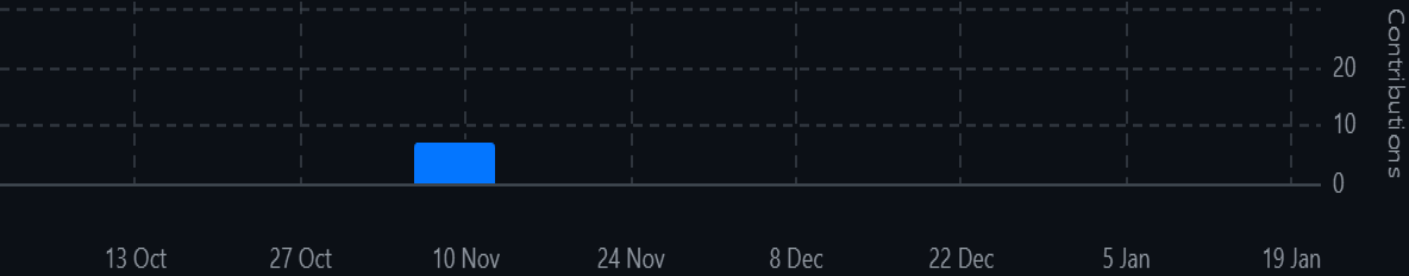 Contributions
20
10
0
13 Oct
27 Oct
10 Nov
24 Nov
8 Dec
22 Dec
5 Jan
19 Jan